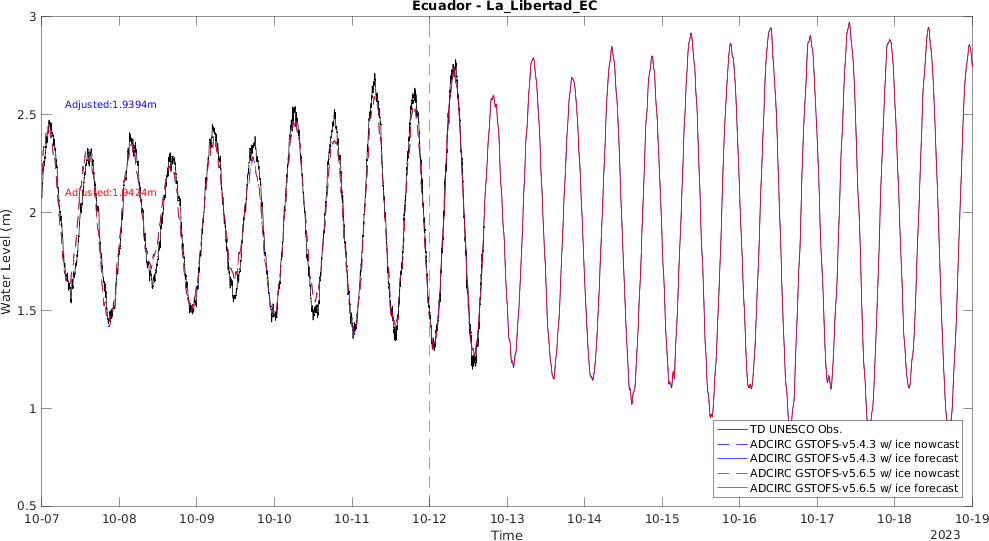 Ecuador - La_Libertad_EC
3
2.5
2
1.5
1
0.5
Water Level (m)
Adjusted:1.9394m
Adjusted:1.9424m
TD UNESCO Obs.
ADCIRC GSTOFS-v5.4.3 w/ ice nowcast
ADCIRC GSTOFS-v5.4.3 w/ ice forecast
ADCIRC GSTOFS-v5.6.5 w/ ice nowcast
ADCIRC GSTOFS-v5.6.5 w/ ice forecast
10-07 10-08 10-09 10-10 10-11 10-12 10-13 10-14 10-15 10-16 10-17 10-18 10-19
Time
2023